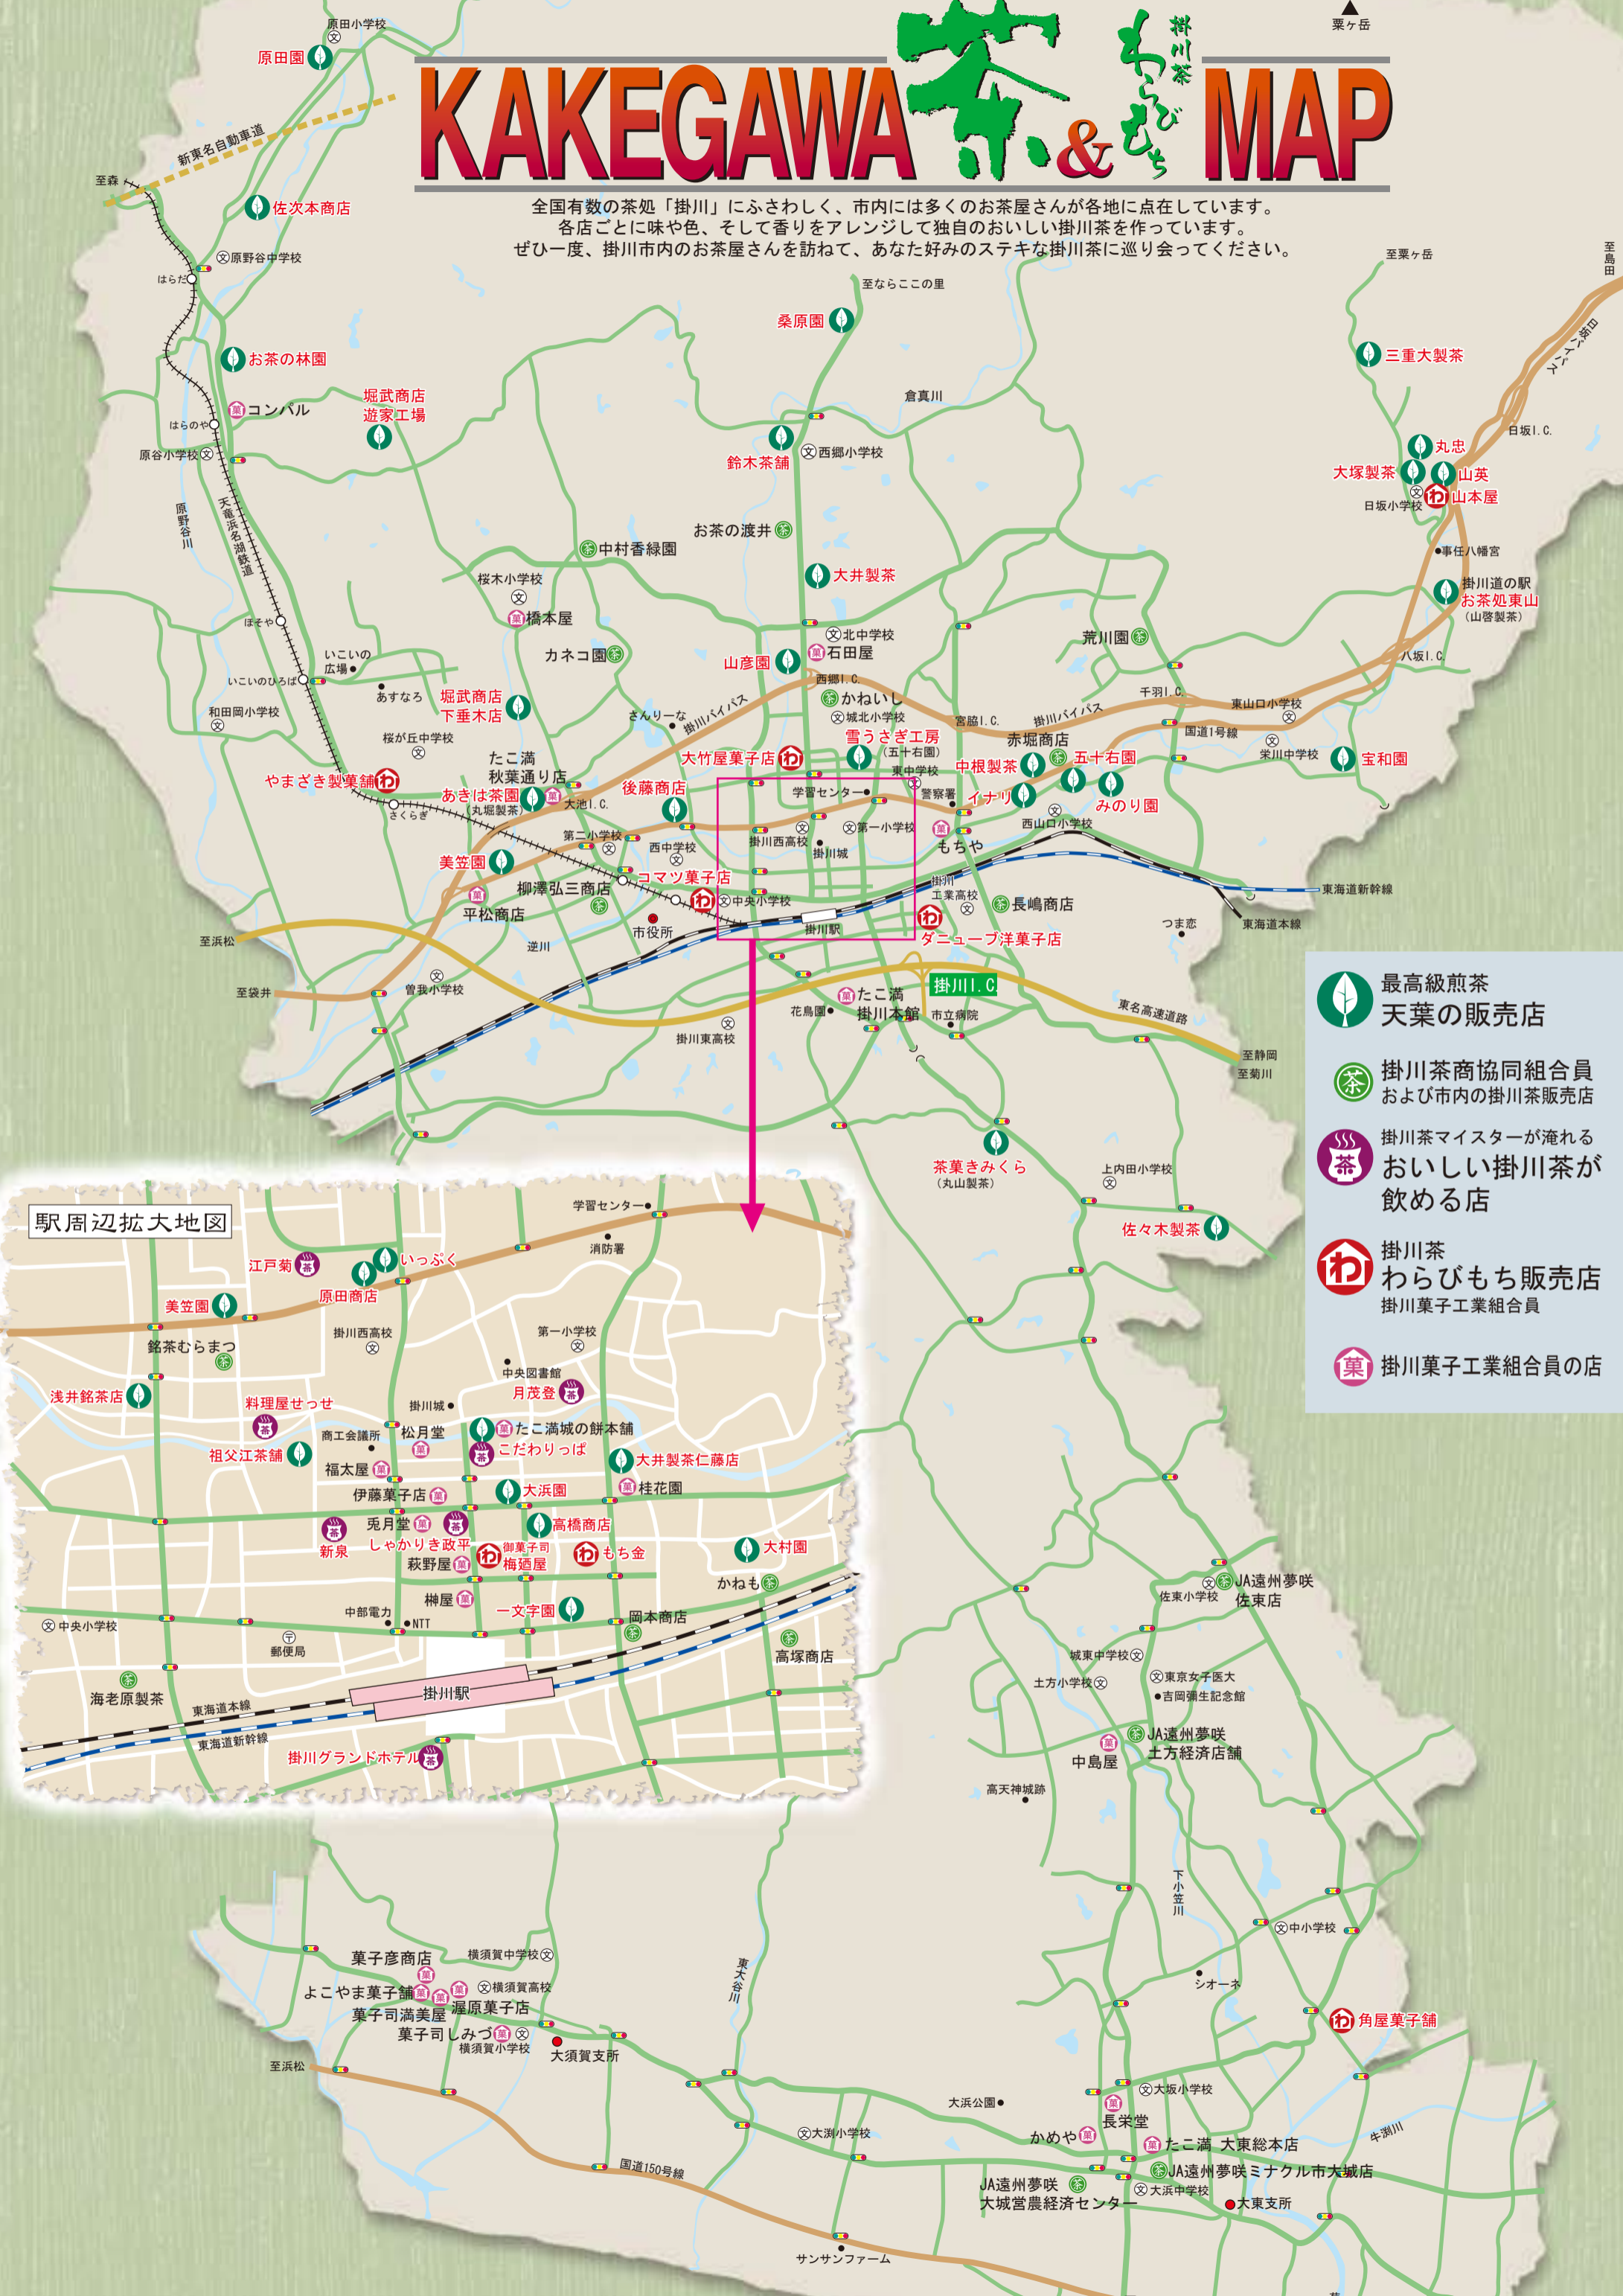 KAKEGAWA 茶 & 掛川茶 わらびもち MAP
全国有数の茶処「掛川」にふさわしく、市内には多くのお茶屋さんが各地に点在しています。
各店ごとに味や色、そして香りをアレンジして独自のおいしい掛川茶を作っています。
ぜひ一度、掛川市内のお茶屋さんを訪ねて、あなた好みのステキな掛川茶に巡り会ってください。
粟ヶ岳
原田小学校
原田園
新東名自動車道
至森
佐次本商店
原野谷中学校
はらだ
至ならここの里
至粟ヶ岳
至島田
桑原園
日坂バイパス
三重大製茶
お茶の林園
堀武商店
遊家工場
コンパル
倉真川
はらのや
原谷小学校
日坂I.C.
丸忠
鈴木茶舗
西郷小学校
大塚製茶
山英
山本屋
日坂小学校
原野谷川
天竜浜名湖鉄道
お茶の渡井
中村香緑園
事任八幡宮
大井製茶
桜木小学校
掛川道の駅
お茶処東山
(山啓製茶)
橋本屋
ほそや
北中学校
荒川園
石田屋
カネコ園
山彦園
いこいの
広場
八坂I.C.
いこいのひろば
西郷I.C.
あすなろ
堀武商店
下垂木店
かねいし
千羽I.C.
東山口小学校
和田岡小学校
さんりーな
掛川バイパス
城北小学校
宮脇I.C.
掛川バイパス
国道1号線
桜が丘中学校
雪うさぎ工房
(五十右園)
赤堀商店
栄川中学校
たこ満
秋葉通り店
大竹屋菓子店
五十右園
宝和園
中根製茶
東中学校
やまざき製菓舗
後藤商店
あきは茶園
(丸堀製茶)
学習センター
警察署
イナリ
みのり園
大池I.C.
さくらぎ
西山口小学校
第二小学校
第一小学校
掛川西高校
掛川城
もちや
西中学校
美笠園
コマツ菓子店
柳澤弘三商店
掛川
工業高校
東海道新幹線
平松商店
中央小学校
長嶋商店
市役所
掛川駅
つま恋
東海道本線
至浜松
逆川
ダニューブ洋菓子店
曽我小学校
至袋井
掛川I.C.
たこ満
掛川本館
花鳥園
市立病院
東名高速道路
掛川東高校
至静岡
至菊川
最高級煎茶
天葉の販売店
掛川茶商協同組合員
および市内の掛川茶販売店
掛川茶マイスターが淹れる
おいしい掛川茶が
飲める店
掛川茶
わらびもち販売店
掛川菓子工業組合員
掛川菓子工業組合員の店
茶菓きみくら
(丸山製茶)
上内田小学校
佐々木製茶
駅周辺拡大地図
学習センター
消防署
江戸菊
いっぷく
原田商店
美笠園
掛川西高校
第一小学校
銘茶むらまつ
中央図書館
月茂登
浅井銘茶店
料理屋せっせ
掛川城
商工会議所
松月堂
たこ満城の餅本舗
こだわりっぱ
祖父江茶舗
大井製茶仁藤店
福太屋
桂花園
伊藤菓子店
大浜園
兎月堂
高橋商店
新泉
しゃかりき政平
御菓子司
梅廼屋
もち金
大村園
萩野屋
かねも
榊屋
中部電力
NTT
一文字園
岡本商店
中央小学校
郵便局
高塚商店
海老原製茶
掛川駅
東海道本線
東海道新幹線
掛川グランドホテル
JA遠州夢咲
佐束店
佐束小学校
城東中学校
土方小学校
東京女子医大
吉岡彌生記念館
JA遠州夢咲
土方経済店舗
中島屋
高天神城跡
下小笠川
中小学校
菓子彦商店
横須賀中学校
東大谷川
シオーネ
よこやま菓子舗
横須賀高校
菓子司満美屋
渥原菓子店
角屋菓子舗
菓子司しみづ
横須賀小学校
大須賀支所
至浜松
大坂小学校
大浜公園
長栄堂
牛渕川
大渕小学校
かめや
たこ満 大東総本店
国道150号線
JA遠州夢咲ミナクル市大城店
JA遠州夢咲
大城営農経済センター
大浜中学校
大東支所
サンサンファーム